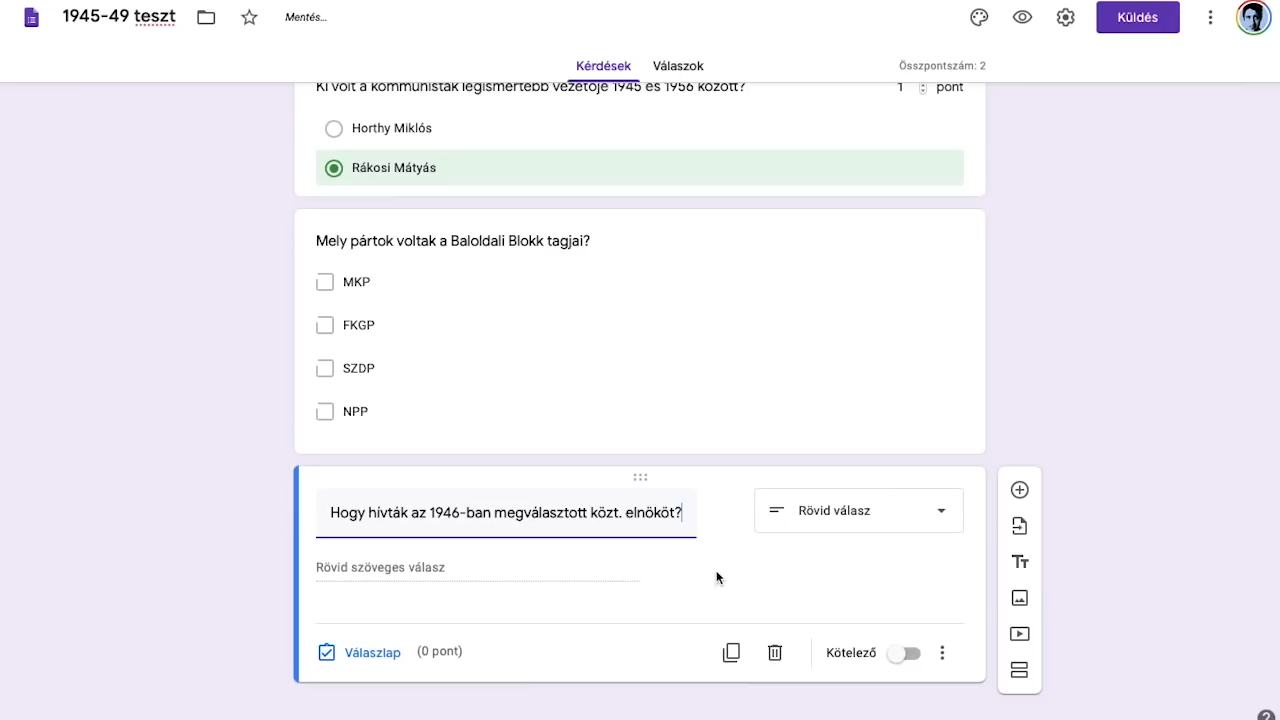 1945-49 teszt
Mentés...
Küldés
Kérdések
Válaszok
Összpontszám: 2
Ki volt a kommunisták legismertebb vezetője 1945 és 1956 között?
1
pont
Horthy Miklós
Rákosi Mátyás
Mely pártok voltak a Baloldali Blokk tagjai?
MKP
FKGP
SZDP
NPP
Hogy hívták az 1946-ban megválasztott közt. elnököt?
Rövid válasz
Rövid szöveges válasz
Válaszlap
(0 pont)
Kötelező